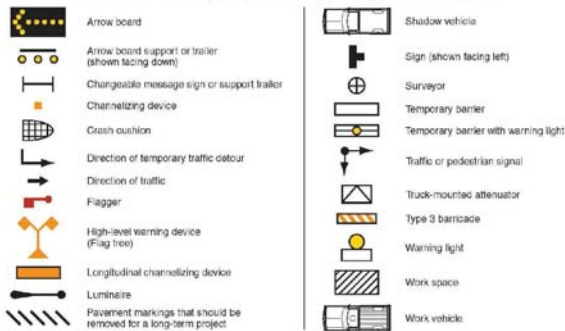 Arrow board
Arrow board support or trailer
(shown facing down)
Changeable message sign or support trailer
Channelizing device
Crash cushion
Direction of temporary traffic detour
Direction of traffic
Flagger
High-level warning device
(Flag tree)
Longitudinal channelizing device
Luminaire
Pavement markings that should be
removed for a long-term project
Shadow vehicle
Sign (shown facing left)
Surveyor
Temporary barrier
Temporary barrier with warning light
Traffic or pedestrian signal
Truck-mounted attenuator
Type 3 barricade
Warning light
Work space
Work vehicle